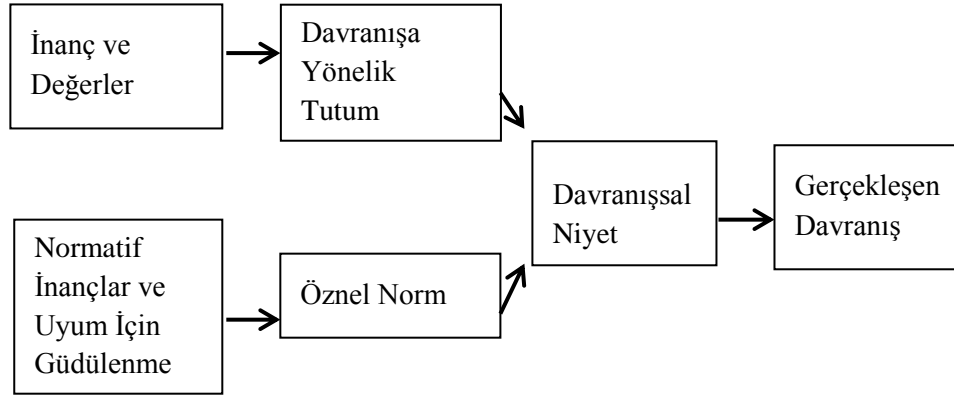 İnanç ve
Değerler
Davranışa
Yönelik
Tutum
Normatif
İnançlar ve
Uyum İçin
Güdülenme
Öznel Norm
Davranışsal
Niyet
Gerçekleşen
Davranış